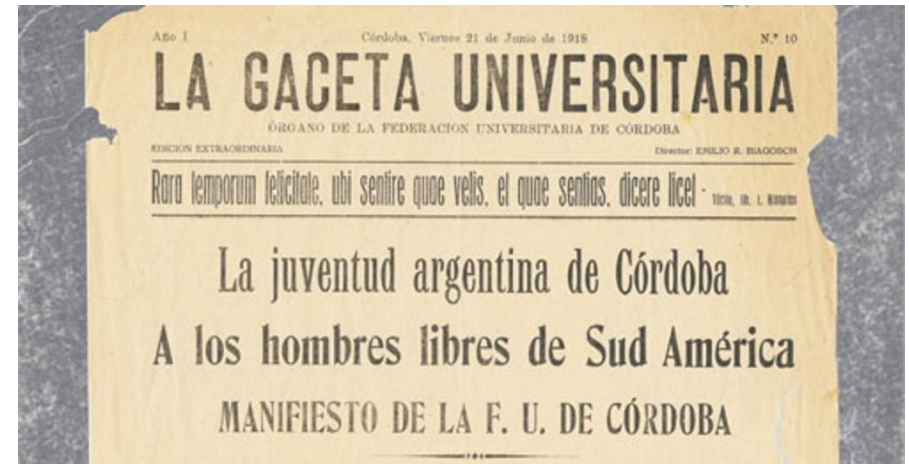 Año I Córdoba, Viernes 21 de Junio de 1918 N.º 10
LA GACETA UNIVERSITARIA
ÓRGANO DE LA FEDERACION UNIVERSITARIA DE CÓRDOBA
EDICION EXTRAORDINARIA Director: EMILIO R. BIAGOSCH
Rara temporum felicitate, ubi sentire quae velis, et quae sentias, dicere licet - lib. I.
La juventud argentina de Córdoba
A los hombres libres de Sud América
MANIFIESTO DE LA F. U. DE CÓRDOBA